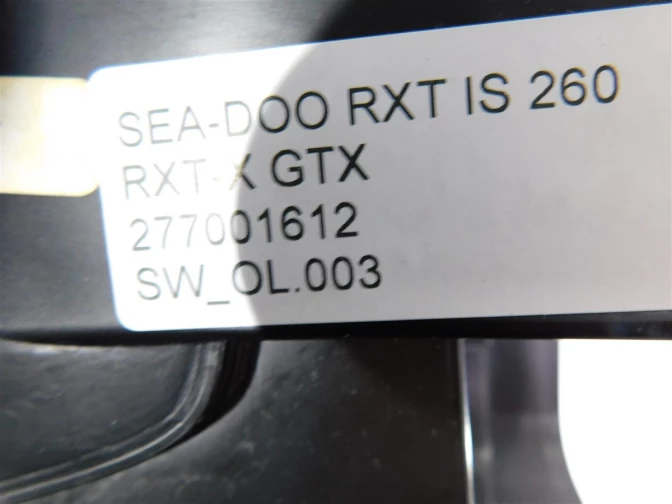 SEA-DOO RXT IS 260
RXT-X GTX
277001612
SW_OL.003